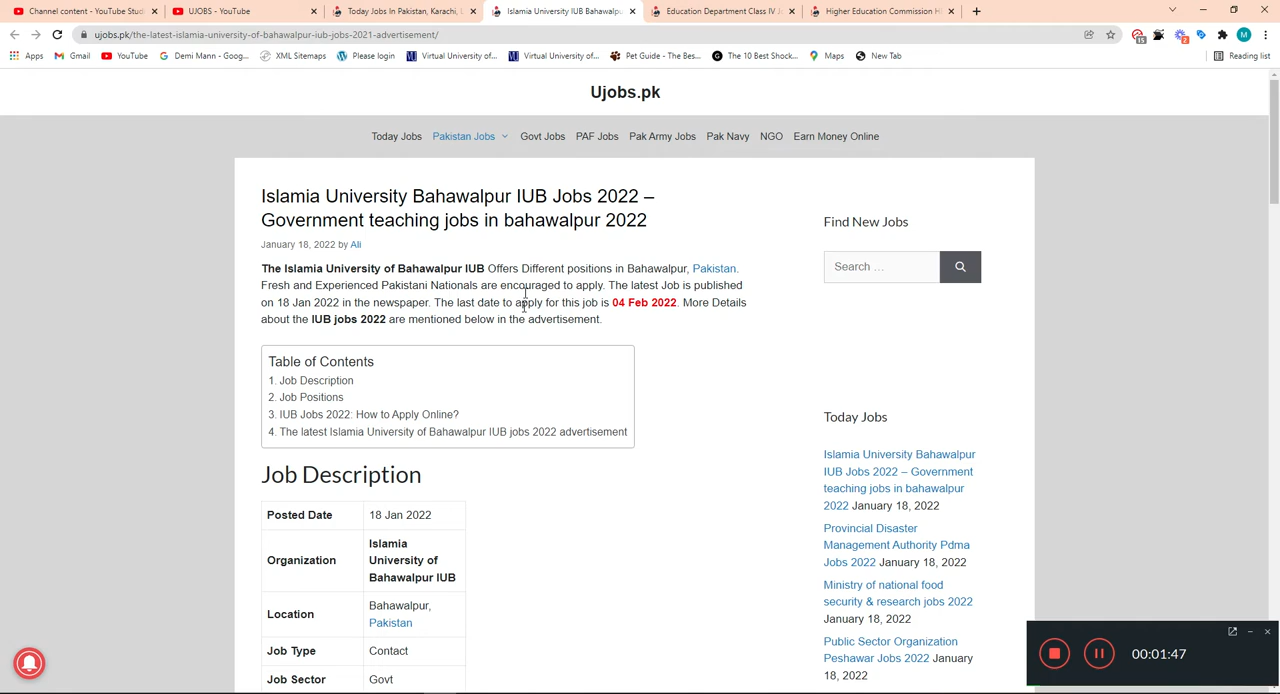 Channel content - YouTube Studi
UJOBS - YouTube
Today Jobs In Pakistan, Karachi, L
Islamia University IUB Bahawalpu
Education Department Class IV Jo
Higher Education Commission H
ujobs.pk/the-latest-islamia-university-of-bahawalpur-iub-jobs-2021-advertisement/
15
2
M
Apps
Gmail
YouTube
Demi Mann - Goog...
XML Sitemaps
Please login
Virtual University of...
Virtual University of...
Pet Guide - The Bes...
The 10 Best Shock...
Maps
New Tab
Reading list
Ujobs.pk
Today Jobs
Pakistan Jobs
Govt Jobs
PAF Jobs
Pak Army Jobs
Pak Navy
NGO
Earn Money Online
Islamia University Bahawalpur IUB Jobs 2022 –
Government teaching jobs in bahawalpur 2022
January 18, 2022 by Ali
The Islamia University of Bahawalpur IUB Offers Different positions in Bahawalpur, Pakistan.
Fresh and Experienced Pakistani Nationals are encouraged to apply. The latest Job is published
on 18 Jan 2022 in the newspaper. The last date to apply for this job is 04 Feb 2022. More Details
about the IUB jobs 2022 are mentioned below in the advertisement.
Table of Contents
1. Job Description
2. Job Positions
3. IUB Jobs 2022: How to Apply Online?
4. The latest Islamia University of Bahawalpur IUB jobs 2022 advertisement
Job Description
Posted Date 18 Jan 2022
Organization
Islamia
University of
Bahawalpur IUB
Location
Bahawalpur,
Pakistan
Job Type Contact
Job Sector Govt
Find New Jobs
Search ...
Today Jobs
Islamia University Bahawalpur
IUB Jobs 2022 – Government
teaching jobs in bahawalpur
2022 January 18, 2022
Provincial Disaster
Management Authority Pdma
Jobs 2022 January 18, 2022
Ministry of national food
security & research jobs 2022
January 18, 2022
Public Sector Organization
Peshawar Jobs 2022 January
18, 2022
00:01:47